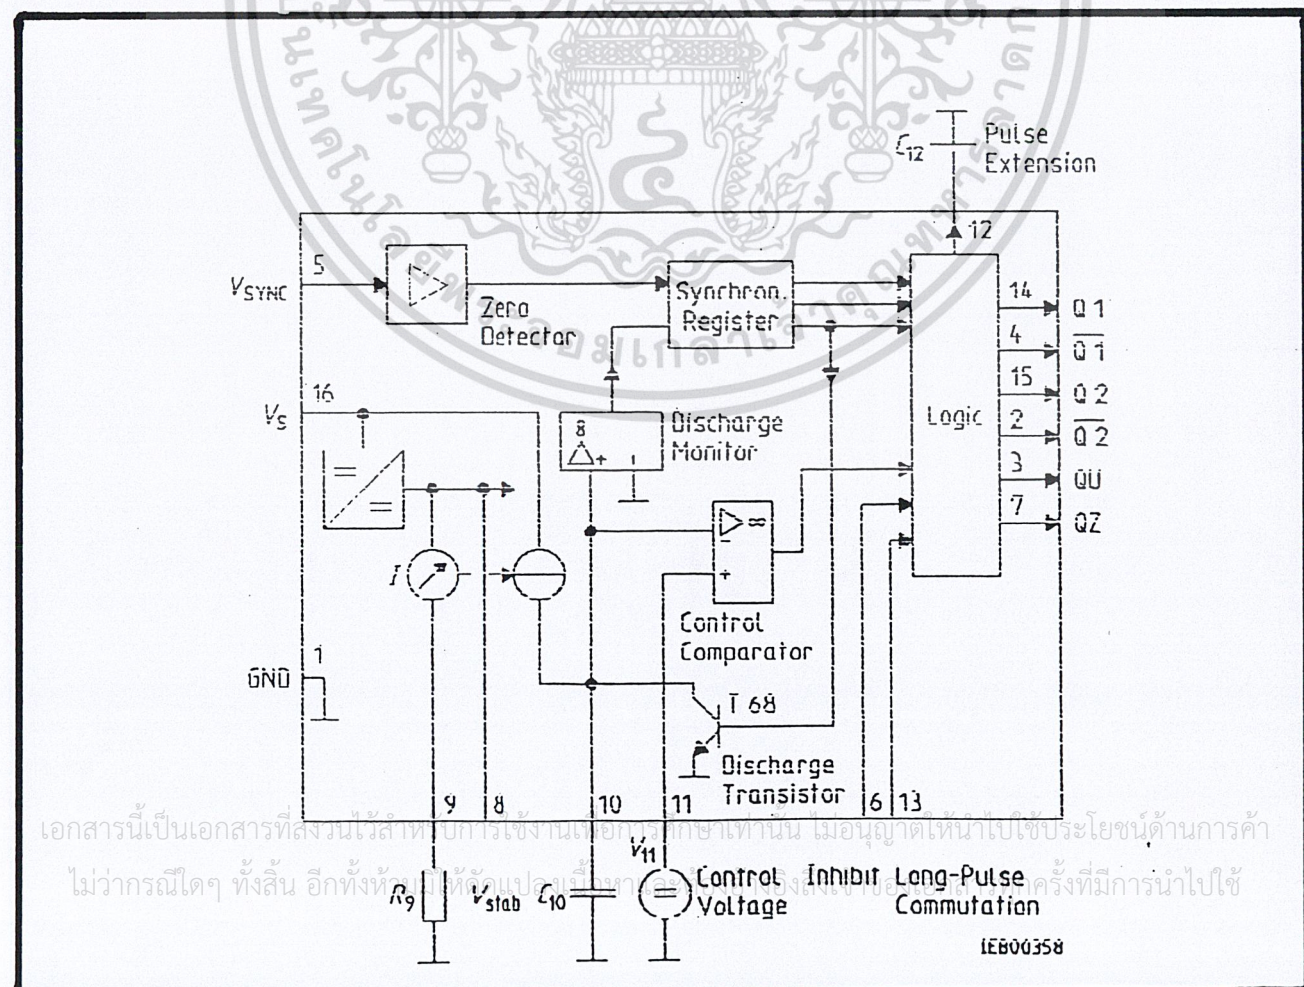 C12
Pulse
Extension
12
5
VSYNC
Zero
Detector
Synchron.
Register
14
Q1
4
Q1
15
Q2
2
Q2
3
QU
7
QZ
Logic
16
VS
8
+
Discharge
Monitor
=
=
∞
-
+
I
Control
Comparator
1
GND
T 68
Discharge
Transistor
9
8
10
11
6
13
เอกสารนี้เป็นเอกสารที่สงวนไว้สำหรับการใช้งานเพื่อการศึกษาเท่านั้น ไม่อนุญาตให้นำไปใช้ประโยชน์ด้านการค้า
ไม่ว่ากรณีใดๆ ทั้งสิ้น อีกทั้งห้ามมิให้ดัดแปลงเนื้อหาและต้องอ้างอิงถึงเจ้าของเอกสารทุกครั้งที่มีการนำไปใช้
R9
Vstab
C10
V11
=
Control
Voltage
Inhibit
Long-Pulse
Commutation
IEB00358